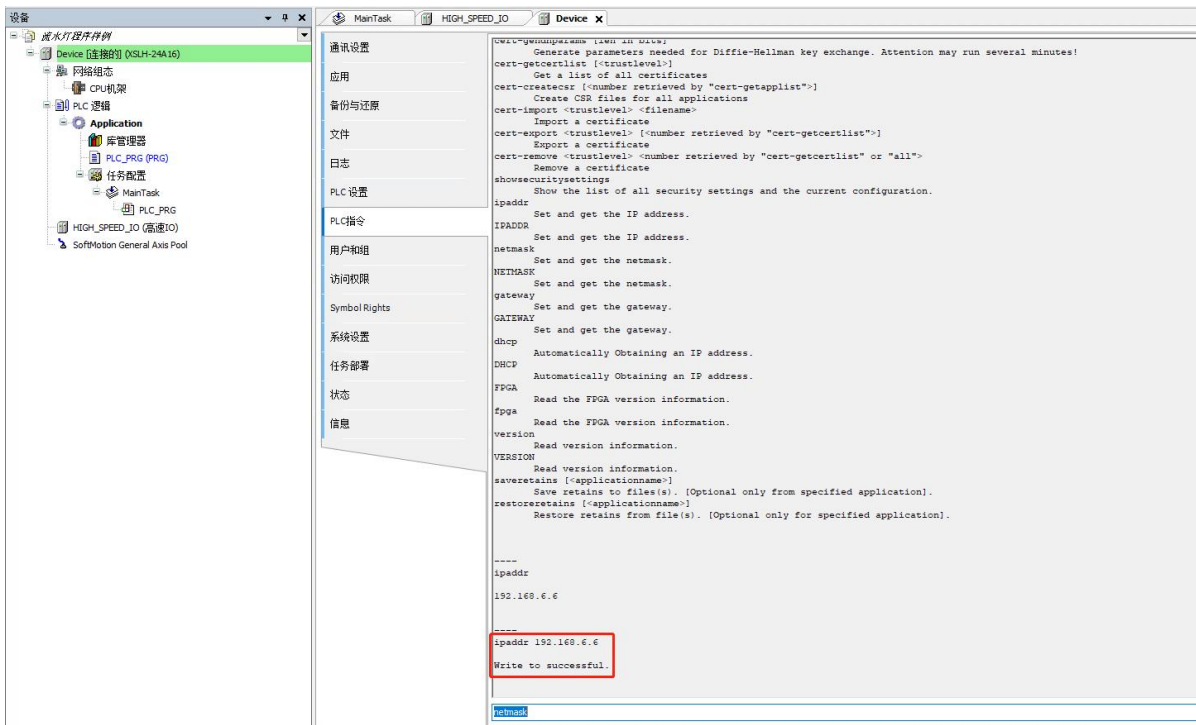 设备
流水灯程序样例
Device [连接的] (XSLH-24A16)
网络组态
CPU机架
PLC 逻辑
Application
库管理器
PLC_PRG (PRG)
任务配置
MainTask
PLC_PRG
HIGH_SPEED_IO (高速IO)
SoftMotion General Axis Pool
MainTask
HIGH_SPEED_IO
Device
通讯设置
应用
备份与还原
文件
日志
PLC 设置
PLC指令
用户和组
访问权限
Symbol Rights
系统设置
任务部署
状态
信息
cert-gendhparams [len in bits]
Generate parameters needed for Diffie-Hellman key exchange. Attention may run several minutes!
cert-getcertlist [<trustlevel>]
Get a list of all certificates
cert-createcsr [<number retrieved by "cert-getapplist">]
Create CSR files for all applications
cert-import <trustlevel> <filename>
Import a certificate
cert-export <trustlevel> [<number retrieved by "cert-getcertlist">]
Export a certificate
cert-remove <trustlevel> <number retrieved by "cert-getcertlist" or "all">
Remove a certificate
showsecuritysettings
Show the list of all security settings and the current configuration.
ipaddr
Set and get the IP address.
IPADDR
Set and get the IP address.
netmask
Set and get the netmask.
NETMASK
Set and get the netmask.
gateway
Set and get the gateway.
GATEWAY
Set and get the gateway.
dhcp
Automatically Obtaining an IP address.
DHCP
Automatically Obtaining an IP address.
FPGA
Read the FPGA version information.
fpga
Read the FPGA version information.
version
Read version information.
VERSION
Read version information.
saveretains [<applicationname>]
Save retains to files(s). [Optional only from specified application].
restoreretains [<applicationname>]
Restore retains from file(s). [Optional only for specified application].
----
ipaddr
192.168.6.6
----
ipaddr 192.168.6.6
Write to successful.
netmask